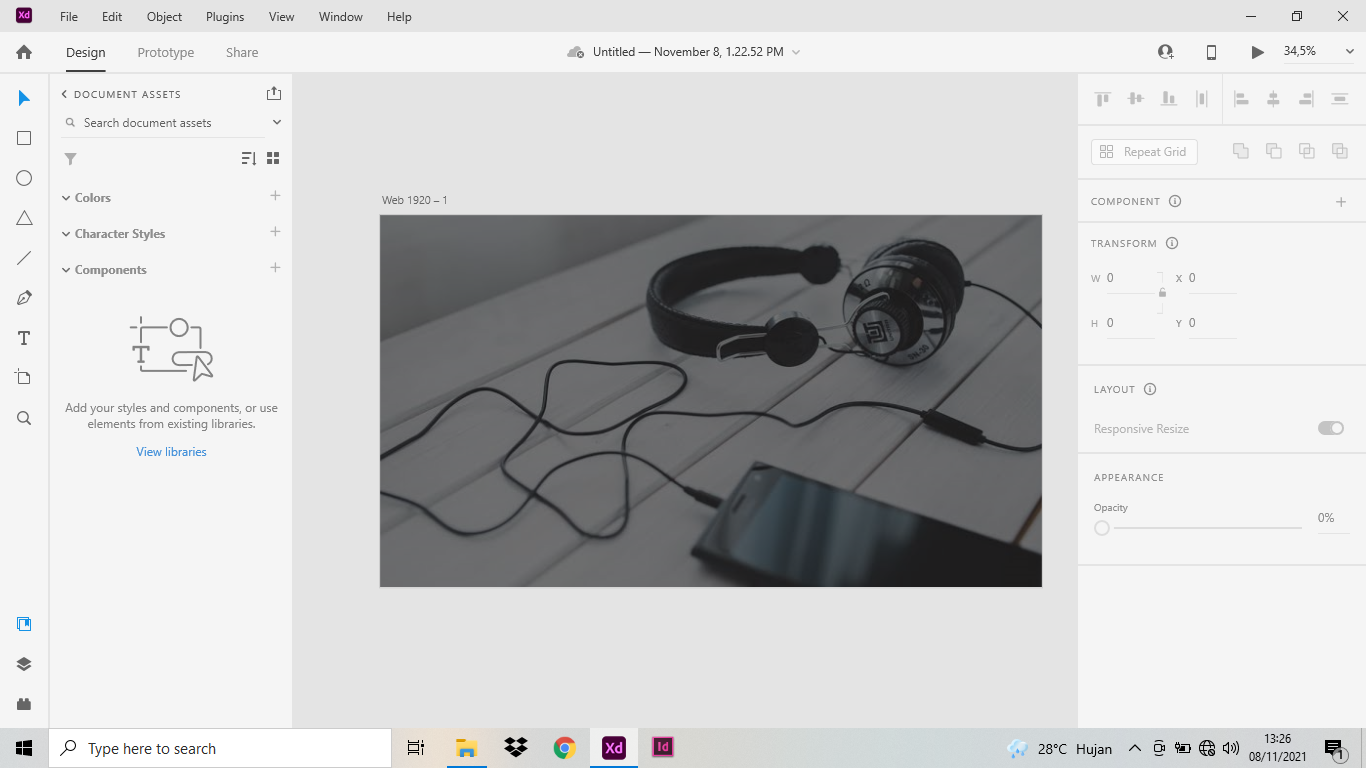 File Edit Object Plugins View Window Help
Design Prototype Share
Untitled — November 8, 1.22.52 PM
34,5%
DOCUMENT ASSETS
Search document assets
Colors
Character Styles
Components
T
Add your styles and components, or use
elements from existing libraries.
View libraries
Web 1920 – 1
Repeat Grid
COMPONENT
TRANSFORM
W 0 X 0
H 0 Y 0
LAYOUT
Responsive Resize
APPEARANCE
Opacity
0%
Type here to search
Xd
Id
28°C Hujan
13:26
08/11/2021
1